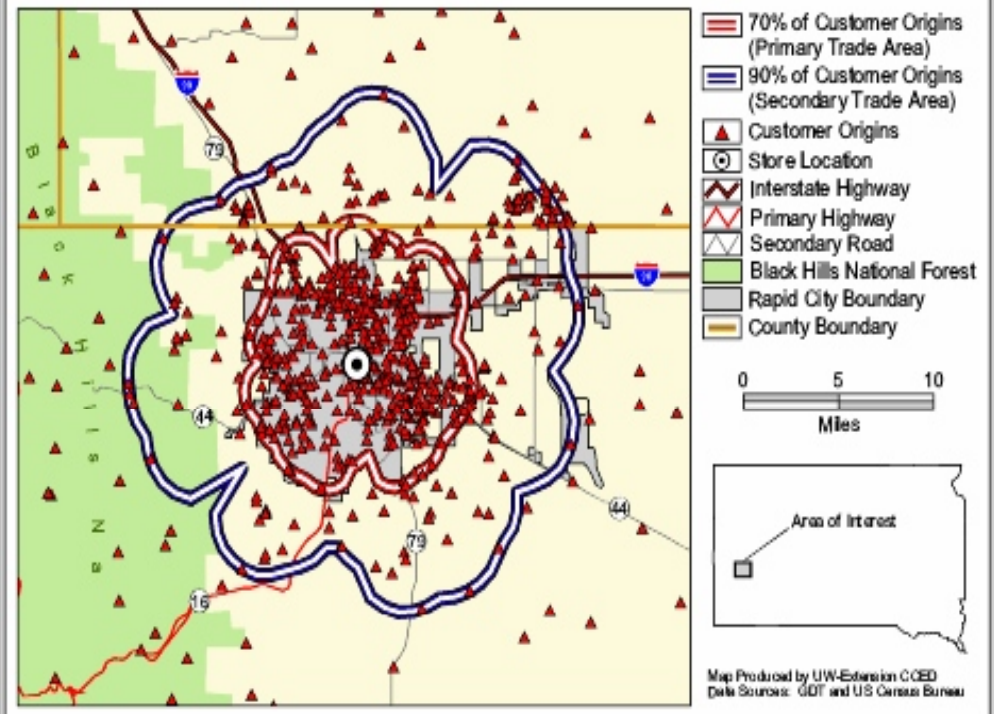 70% of Customer Origins
(Primary Trade Area)
90% of Customer Origins
(Secondary Trade Area)
Customer Origins
Store Location
Interstate Highway
Primary Highway
Secondary Road
Black Hills National Forest
Rapid City Boundary
County Boundary
0 5 10
Miles
Area of Interest
Map Produced by UW-Extension CCED
Data Sources: GDT and US Census Bureau
79
44
44
79
16
Black Hills Na